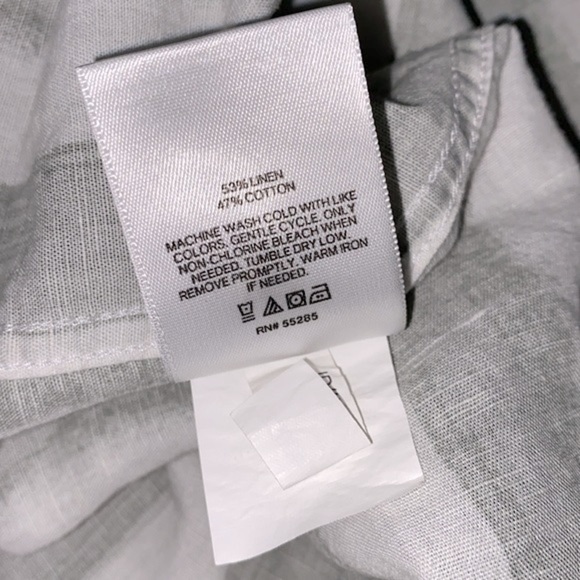 53% LINEN
47% COTTON
MACHINE WASH COLD WITH LIKE
COLORS, GENTLE CYCLE. ONLY
NON-CHLORINE BLEACH WHEN
NEEDED. TUMBLE DRY LOW.
REMOVE PROMPTLY. WARM IRON
IF NEEDED.
RN# 55285